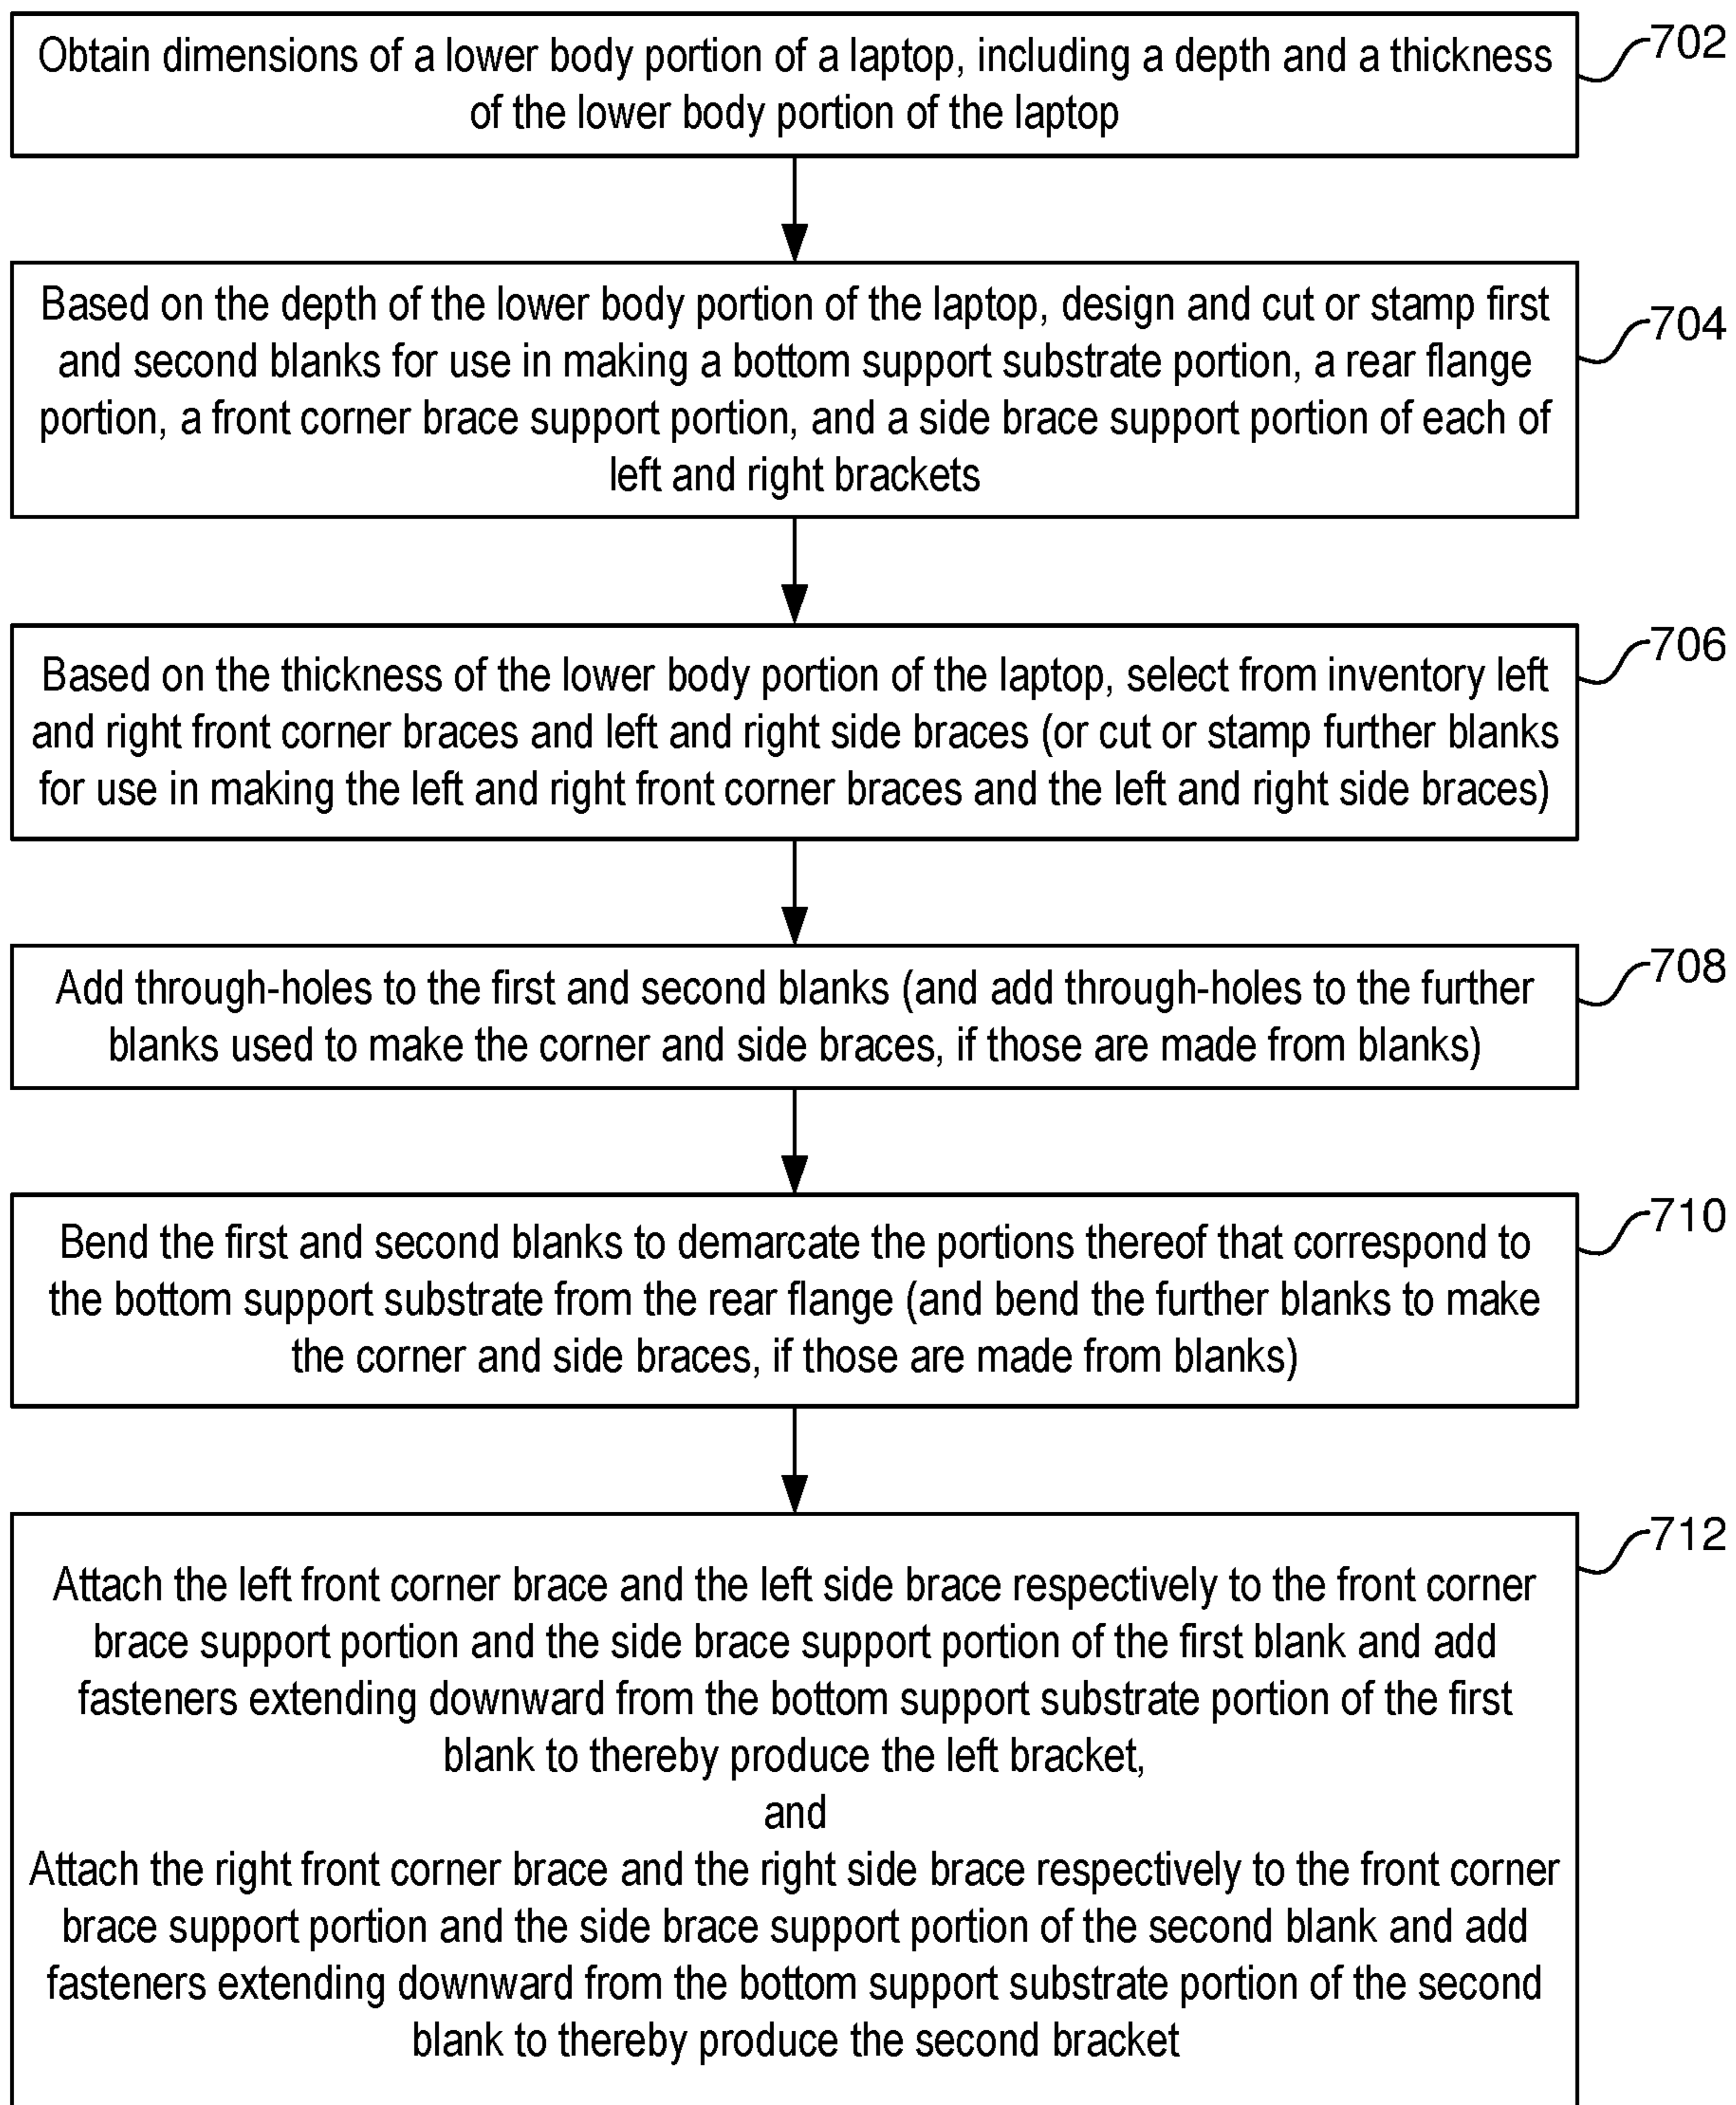 Obtain dimensions of a lower body portion of a laptop, including a depth and a thickness
of the lower body portion of the laptop
702
Based on the depth of the lower body portion of the laptop, design and cut or stamp first
and second blanks for use in making a bottom support substrate portion, a rear flange
portion, a front corner brace support portion, and a side brace support portion of each of
left and right brackets
704
Based on the thickness of the lower body portion of the laptop, select from inventory left
and right front corner braces and left and right side braces (or cut or stamp further blanks
for use in making the left and right front corner braces and the left and right side braces)
706
Add through-holes to the first and second blanks (and add through-holes to the further
blanks used to make the corner and side braces, if those are made from blanks)
708
Bend the first and second blanks to demarcate the portions thereof that correspond to
the bottom support substrate from the rear flange (and bend the further blanks to make
the corner and side braces, if those are made from blanks)
710
Attach the left front corner brace and the left side brace respectively to the front corner
brace support portion and the side brace support portion of the first blank and add
fasteners extending downward from the bottom support substrate portion of the first
blank to thereby produce the left bracket,
and
Attach the right front corner brace and the right side brace respectively to the front corner
brace support portion and the side brace support portion of the second blank and add
fasteners extending downward from the bottom support substrate portion of the second
blank to thereby produce the second bracket
712